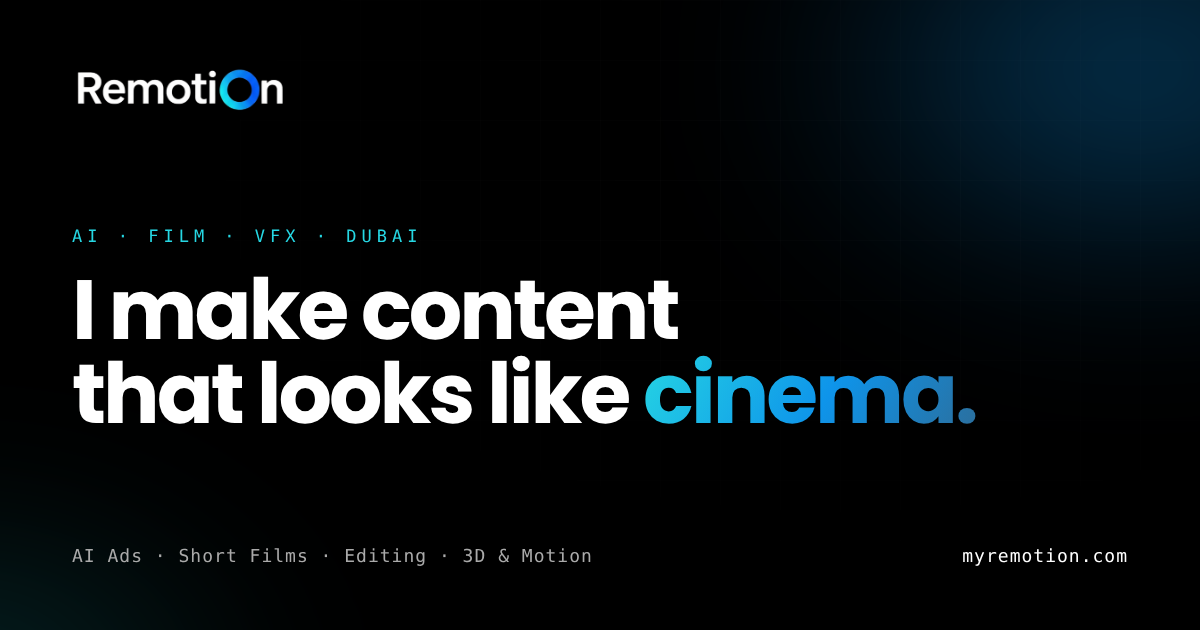 RemotiOn
AI · FILM · VFX · DUBAI
I make content
that looks like cinema.
AI Ads · Short Films · Editing · 3D & Motion
myremotion.com